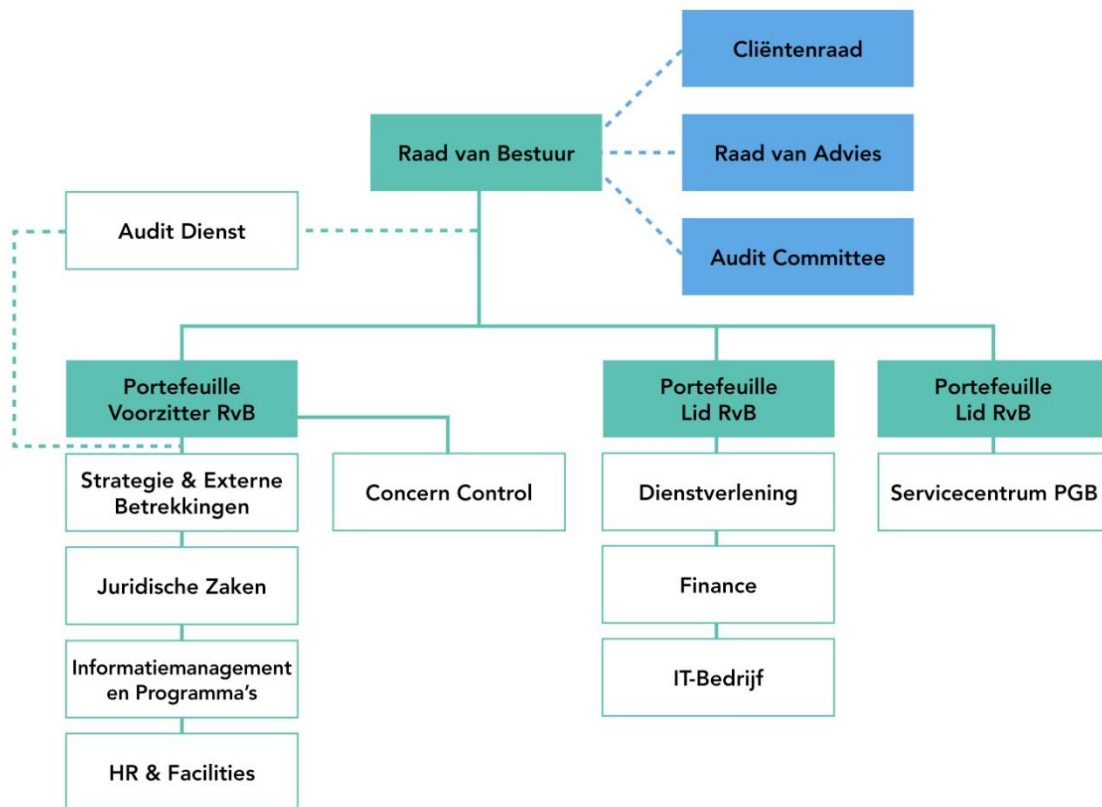 Cliëntenraad
Raad van Bestuur
Raad van Advies
Audit Dienst
Audit Committee
Portefeuille
Voorzitter RvB
Portefeuille
Lid RvB
Portefeuille
Lid RvB
Strategie & Externe
Betrekkingen
Concern Control
Dienstverlening
Servicecentrum PGB
Juridische Zaken
Finance
Informatiemanagement
en Programma's
IT-Bedrijf
HR & Facilities